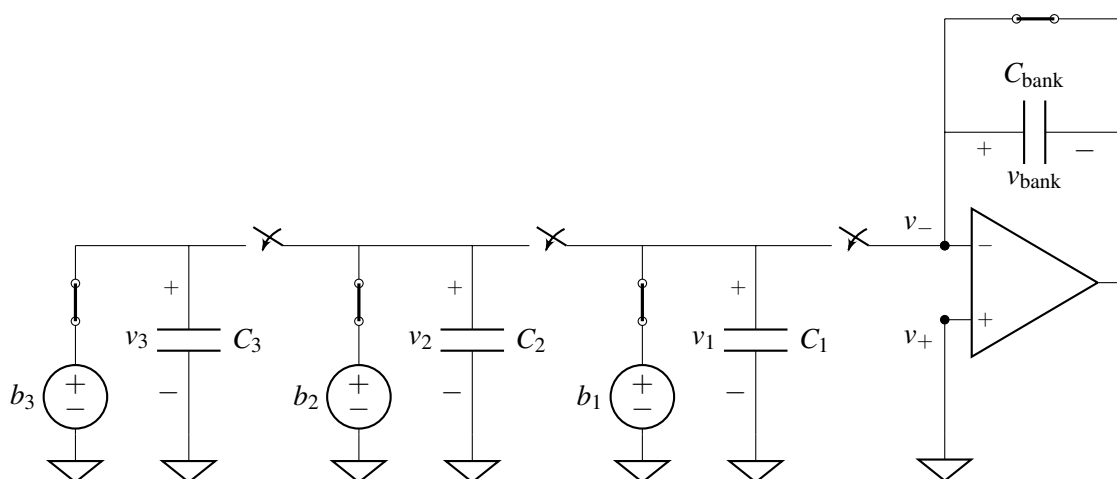 C_bank
+ −
v_bank
v_−
−
+ + +
v_3 C_3 v_2 C_2 v_1 C_1 v_+ +
b_3 + − − b_2 + − − b_1 + − −